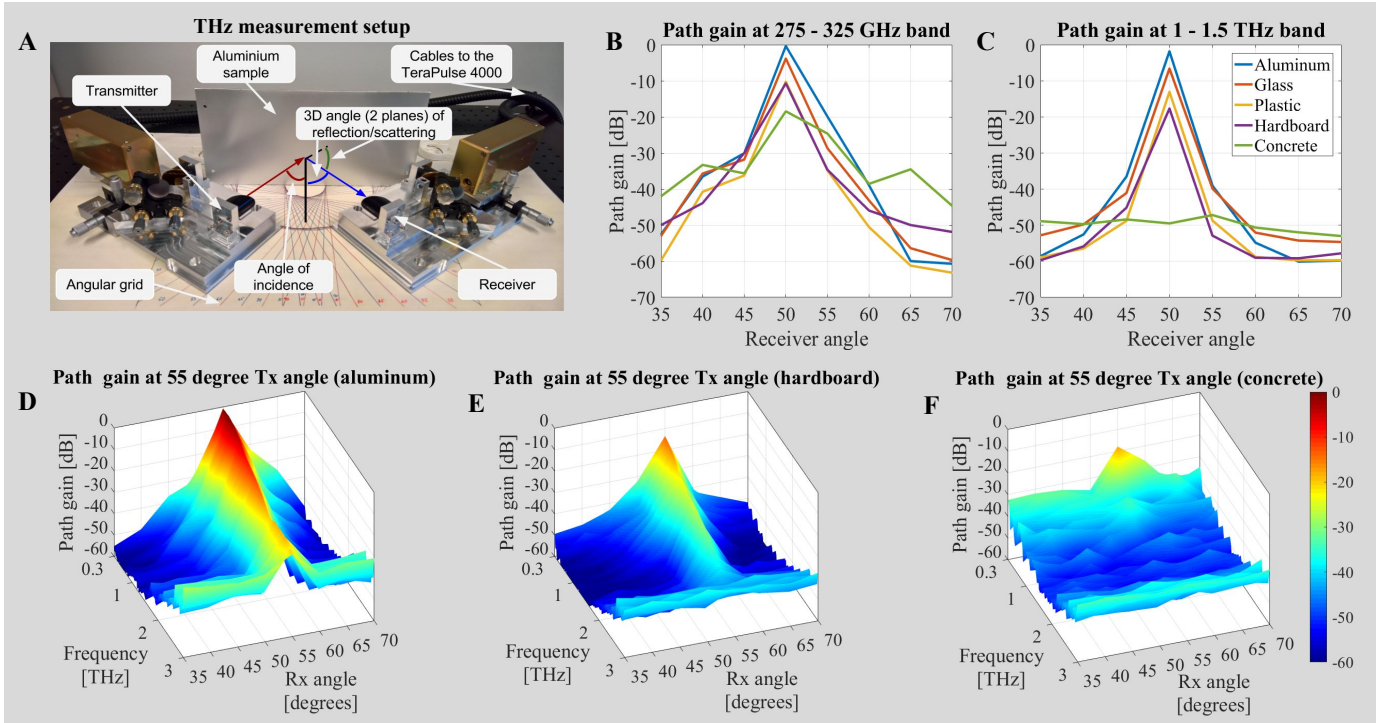 A
THz measurement setup
Aluminium
sample
Cables to the
TeraPulse 4000
Transmitter
3D angle (2 planes) of
reflection/scattering
Angular grid
Angle of
incidence
Receiver
B
Path gain at 275 - 325 GHz band
Path gain [dB]
0
-10
-20
-30
-40
-50
-60
-70
35 40 45 50 55 60 65 70
Receiver angle
C
Path gain at 1 - 1.5 THz band
Path gain [dB]
0
-10
-20
-30
-40
-50
-60
-70
35 40 45 50 55 60 65 70
Receiver angle
Aluminum
Glass
Plastic
Hardboard
Concrete
D
Path gain at 55 degree Tx angle (aluminum)
Path gain [dB]
0
-10
-20
-30
-40
-50
-60
0.3
1
2
3
Frequency
[THz]
35 40 45 50 55 60 65 70
Rx angle
[degrees]
E
Path gain at 55 degree Tx angle (hardboard)
Path gain [dB]
0
-10
-20
-30
-40
-50
-60
0.3
1
2
3
Frequency
[THz]
35 40 45 50 55 60 65 70
Rx angle
[degrees]
F
Path gain at 55 degree Tx angle (concrete)
Path gain [dB]
0
-10
-20
-30
-40
-50
-60
0.3
1
2
3
Frequency
[THz]
35 40 45 50 55 60 65 70
Rx angle
[degrees]
0
-10
-20
-30
-40
-50
-60